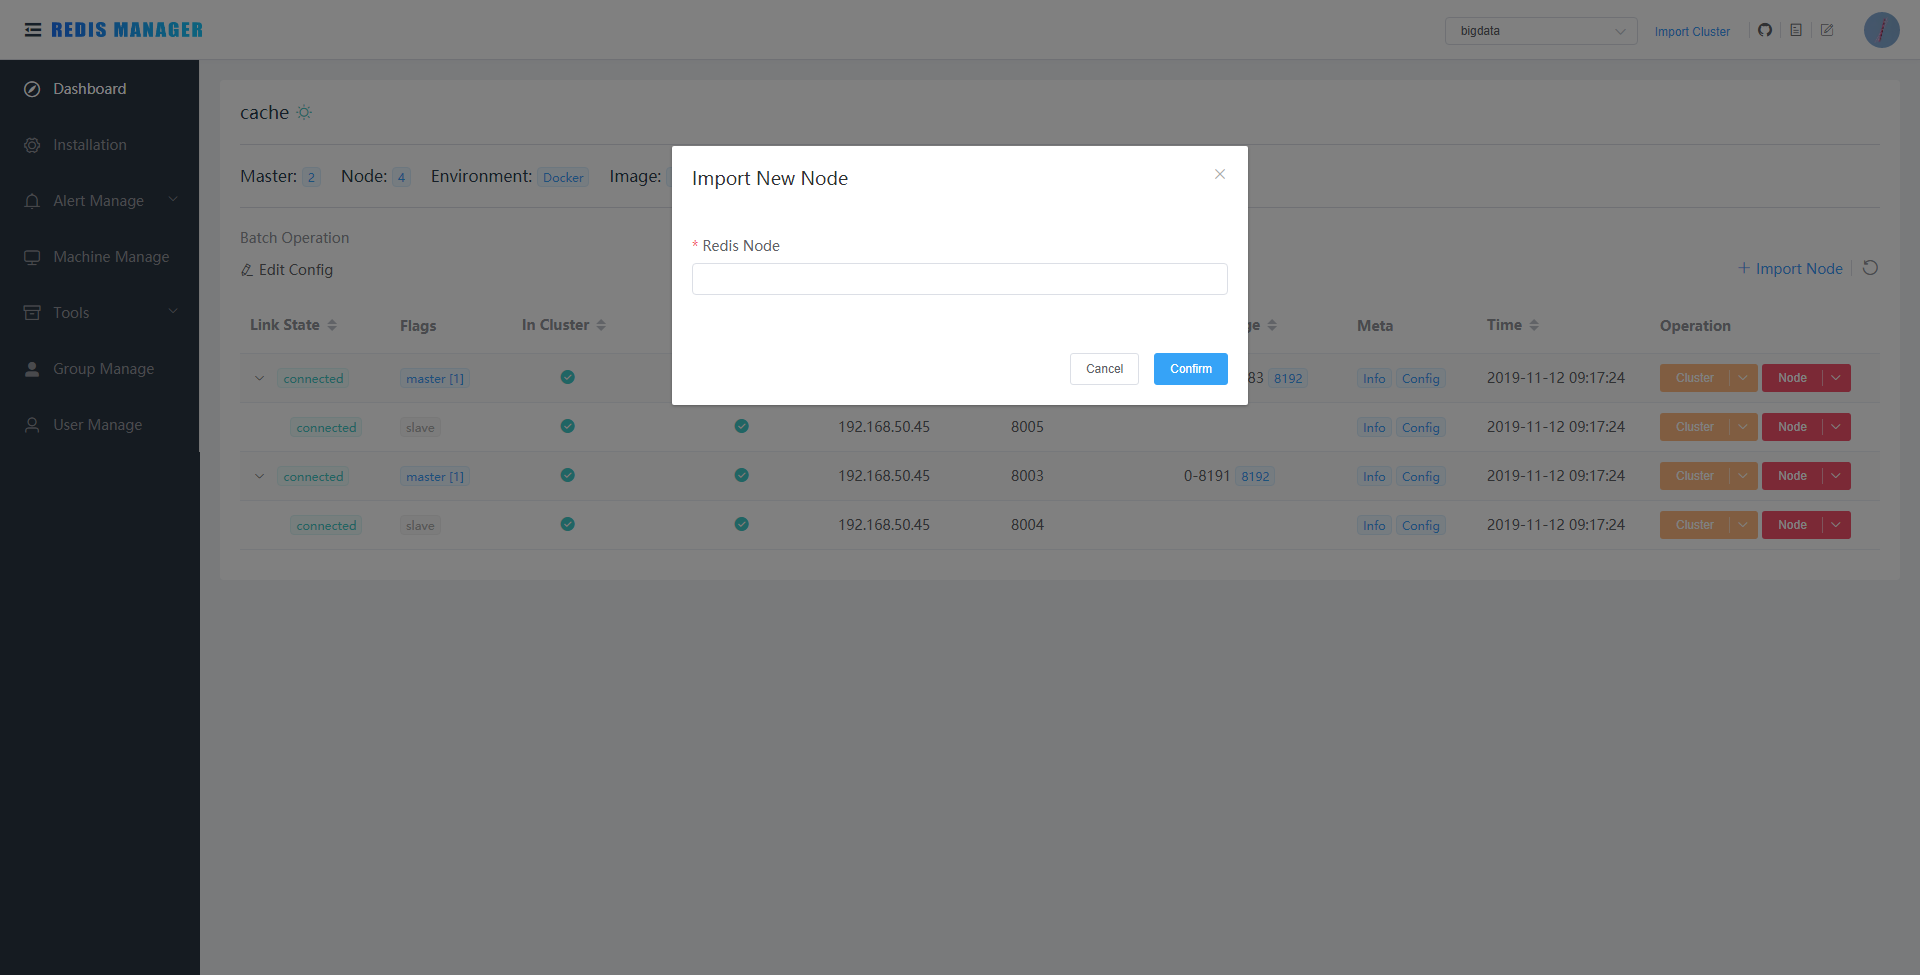 REDIS MANAGER
bigdata
Import Cluster
Dashboard
Installation
Alert Manage
Machine Manage
Tools
Group Manage
User Manage
cache
Master: 2 Node: 4 Environment: Docker Image:
Batch Operation
Edit Config
Import Node
Import New Node
* Redis Node
Cancel Confirm
Link State Flags In Cluster ge Meta Time Operation
connected master [1] 83 8192 Info Config 2019-11-12 09:17:24 Cluster Node
connected slave 192.168.50.45 8005 Info Config 2019-11-12 09:17:24 Cluster Node
connected master [1] 192.168.50.45 8003 0-8191 8192 Info Config 2019-11-12 09:17:24 Cluster Node
connected slave 192.168.50.45 8004 Info Config 2019-11-12 09:17:24 Cluster Node